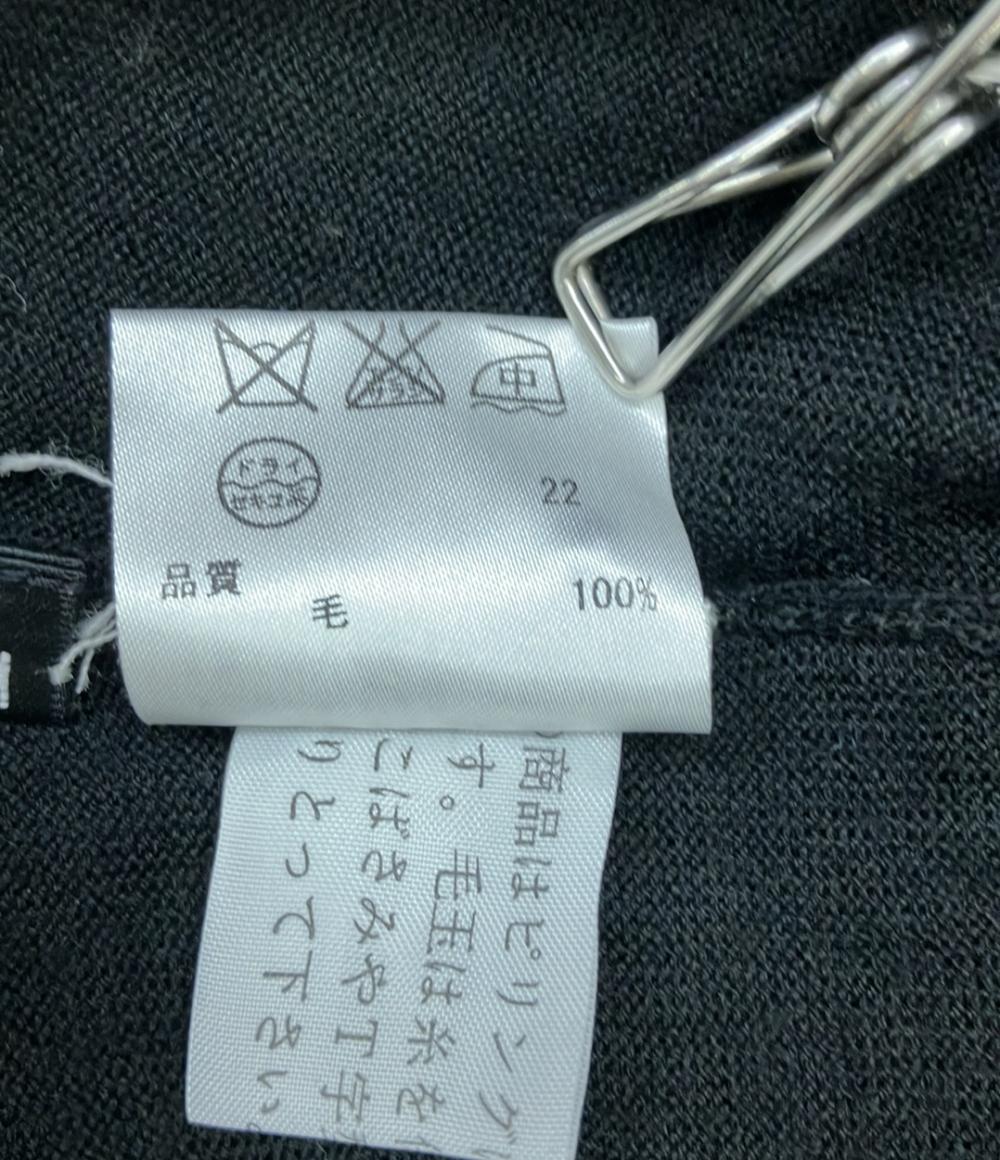 中
ドライ
セキユ系
22
品質
毛 100%
商品はピリング
す。毛玉は糸を
こばさみやT字
りとって下さい。